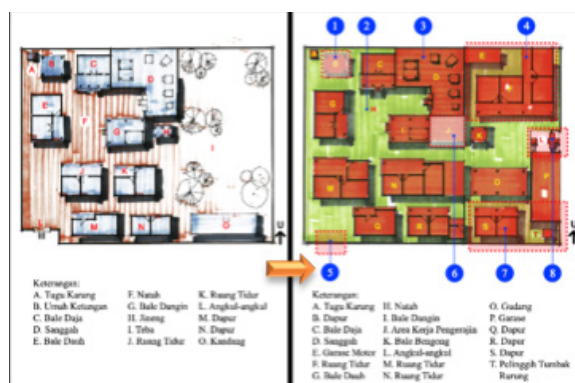 1 2 3 4
A B C D
E
F
G
I
J K
M N O
U
5 6 7 8
Keterangan:
A. Tugu Karang F. Natah K. Ruang Tidur
B. Umah Ketungan G. Bale Dangin L. Angkul-angkul
C. Bale Daja H. Jineng M. Dapur
D. Sanggah I. Teba N. Dapur
E. Bale Dauh J. Ruang Tidur O. Kandang
Keterangan:
A. Tugu Karang H. Natah O. Gudang
B. Dapur I. Bale Dangin P. Garase
C. Bale Daja J. Area Kerja Pengerajin Q. Dapur
D. Sanggah K. Bale Bengong R. Dapur
E. Garase Motor L. Angkul-angkul S. Dapur
F. Ruang Tidur M. Ruang Tidur T. Pelinggih Tumbak
G. Bale Dauh N. Ruang Tidur Rurung